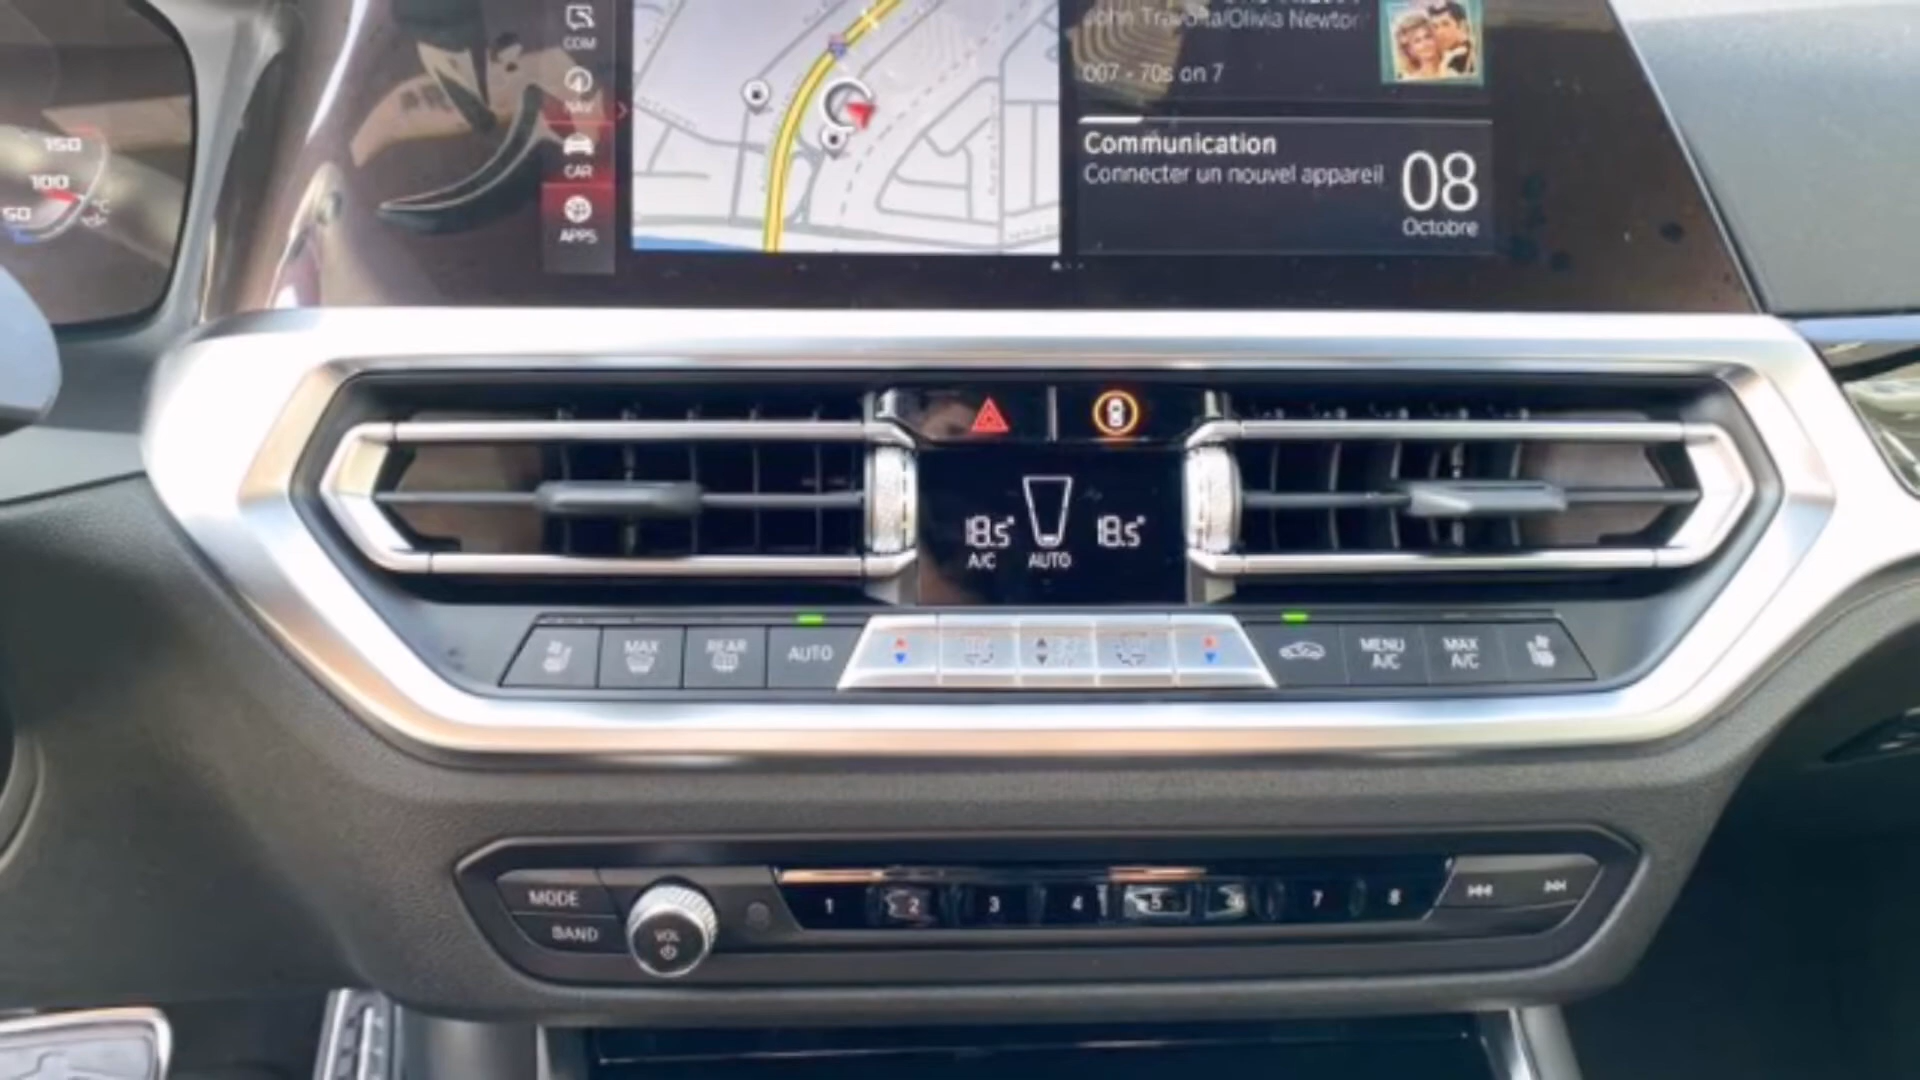 150
100
50
COM
NAV
CAR
APPS
John Travolta/Olivia Newton
007 - 70s on 7
Communication
Connecter un nouvel appareil
08
Octobre
18.5° 18.5°
A/C AUTO
MAX
REAR
AUTO
MENU
A/C
MAX
A/C
MODE
BAND
VOL
1 2 3 4 5 6 7 8